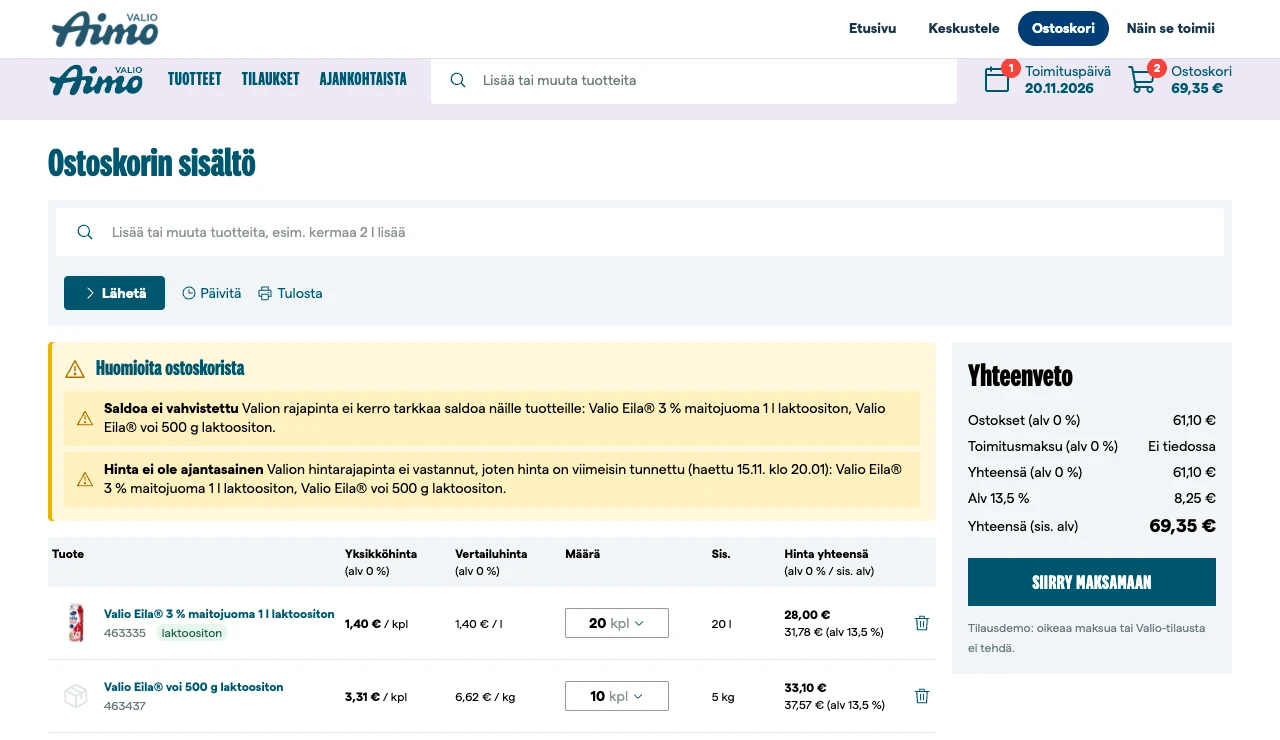 VALIO
Aimo
Etusivu Keskustele Ostoskori Näin se toimii
VALIO
Aimo
TUOTTEET TILAUKSET AJANKOHTAISTA
Lisää tai muuta tuotteita
1
Toimituspäivä
20.11.2026
2
Ostoskori
69,35 €
Ostoskorin sisältö
Lisää tai muuta tuotteita, esim. kermaa 2 l lisää
Lähetä Päivitä Tulosta
Huomioita ostoskorista
Saldoa ei vahvistettu Valion rajapinta ei kerro tarkkaa saldoa näille tuotteille: Valio Eila® 3 % maitojuoma 1 l laktoositon, Valio
Eila® voi 500 g laktoositon.
Hinta ei ole ajantasainen Valion hintarajapinta ei vastannut, joten hinta on viimeisin tunnettu (haettu 15.11. klo 20.01): Valio Eila®
3 % maitojuoma 1 l laktoositon, Valio Eila® voi 500 g laktoositon.
Tuote Yksikköhinta Vertailuhinta Määrä Sis. Hinta yhteensä
(alv 0 %) (alv 0 %) (alv 0 % / sis. alv)
Valio Eila® 3 % maitojuoma 1 l laktoositon
463335 laktoositon
1,40 € / kpl
1,40 € / l
20 kpl
20 l
28,00 €
31,78 € (alv 13,5 %)
Valio Eila® voi 500 g laktoositon
463437
3,31 € / kpl
6,62 € / kg
10 kpl
5 kg
33,10 €
37,57 € (alv 13,5 %)
Yhteenveto
Ostokset (alv 0 %) 61,10 €
Toimitusmaksu (alv 0 %) Ei tiedossa
Yhteensä (alv 0 %) 61,10 €
Alv 13,5 % 8,25 €
Yhteensä (sis. alv) 69,35 €
SIIRRY MAKSAMAAN
Tilausdemo: oikeaa maksua tai Valio-tilausta
ei tehdä.